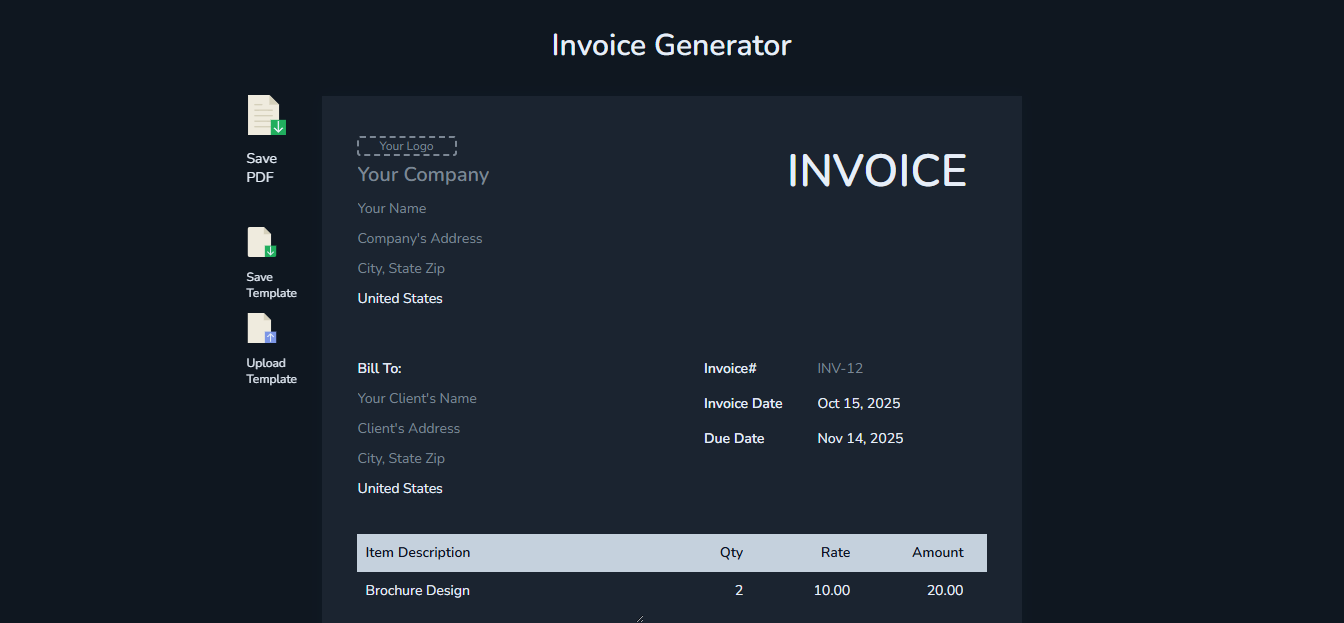 Invoice Generator
Save
PDF
Save
Template
Upload
Template
Your Logo
Your Company
Your Name
Company's Address
City, State Zip
United States
INVOICE
Bill To:
Your Client's Name
Client's Address
City, State Zip
United States
Invoice# INV-12
Invoice Date Oct 15, 2025
Due Date Nov 14, 2025
Item Description Qty Rate Amount
Brochure Design 2 10.00 20.00